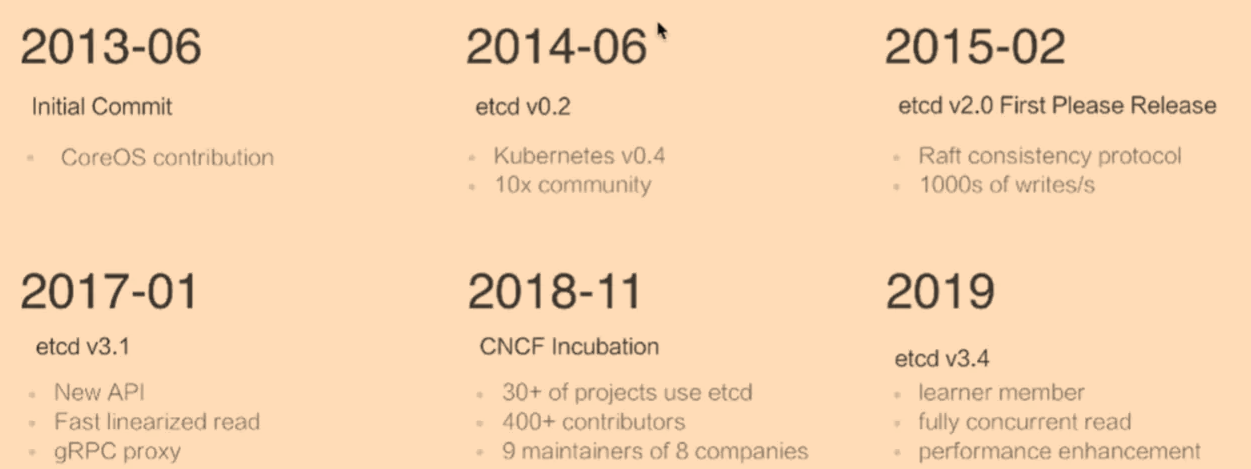 2013-06
Initial Commit
CoreOS contribution
2014-06
etcd v0.2
Kubernetes v0.4
10x community
2015-02
etcd v2.0 First Please Release
Raft consistency protocol
1000s of writes/s
2017-01
etcd v3.1
New API
Fast linearized read
gRPC proxy
2018-11
CNCF Incubation
30+ of projects use etcd
400+ contributors
9 maintainers of 8 companies
2019
etcd v3.4
learner member
fully concurrent read
performance enhancement